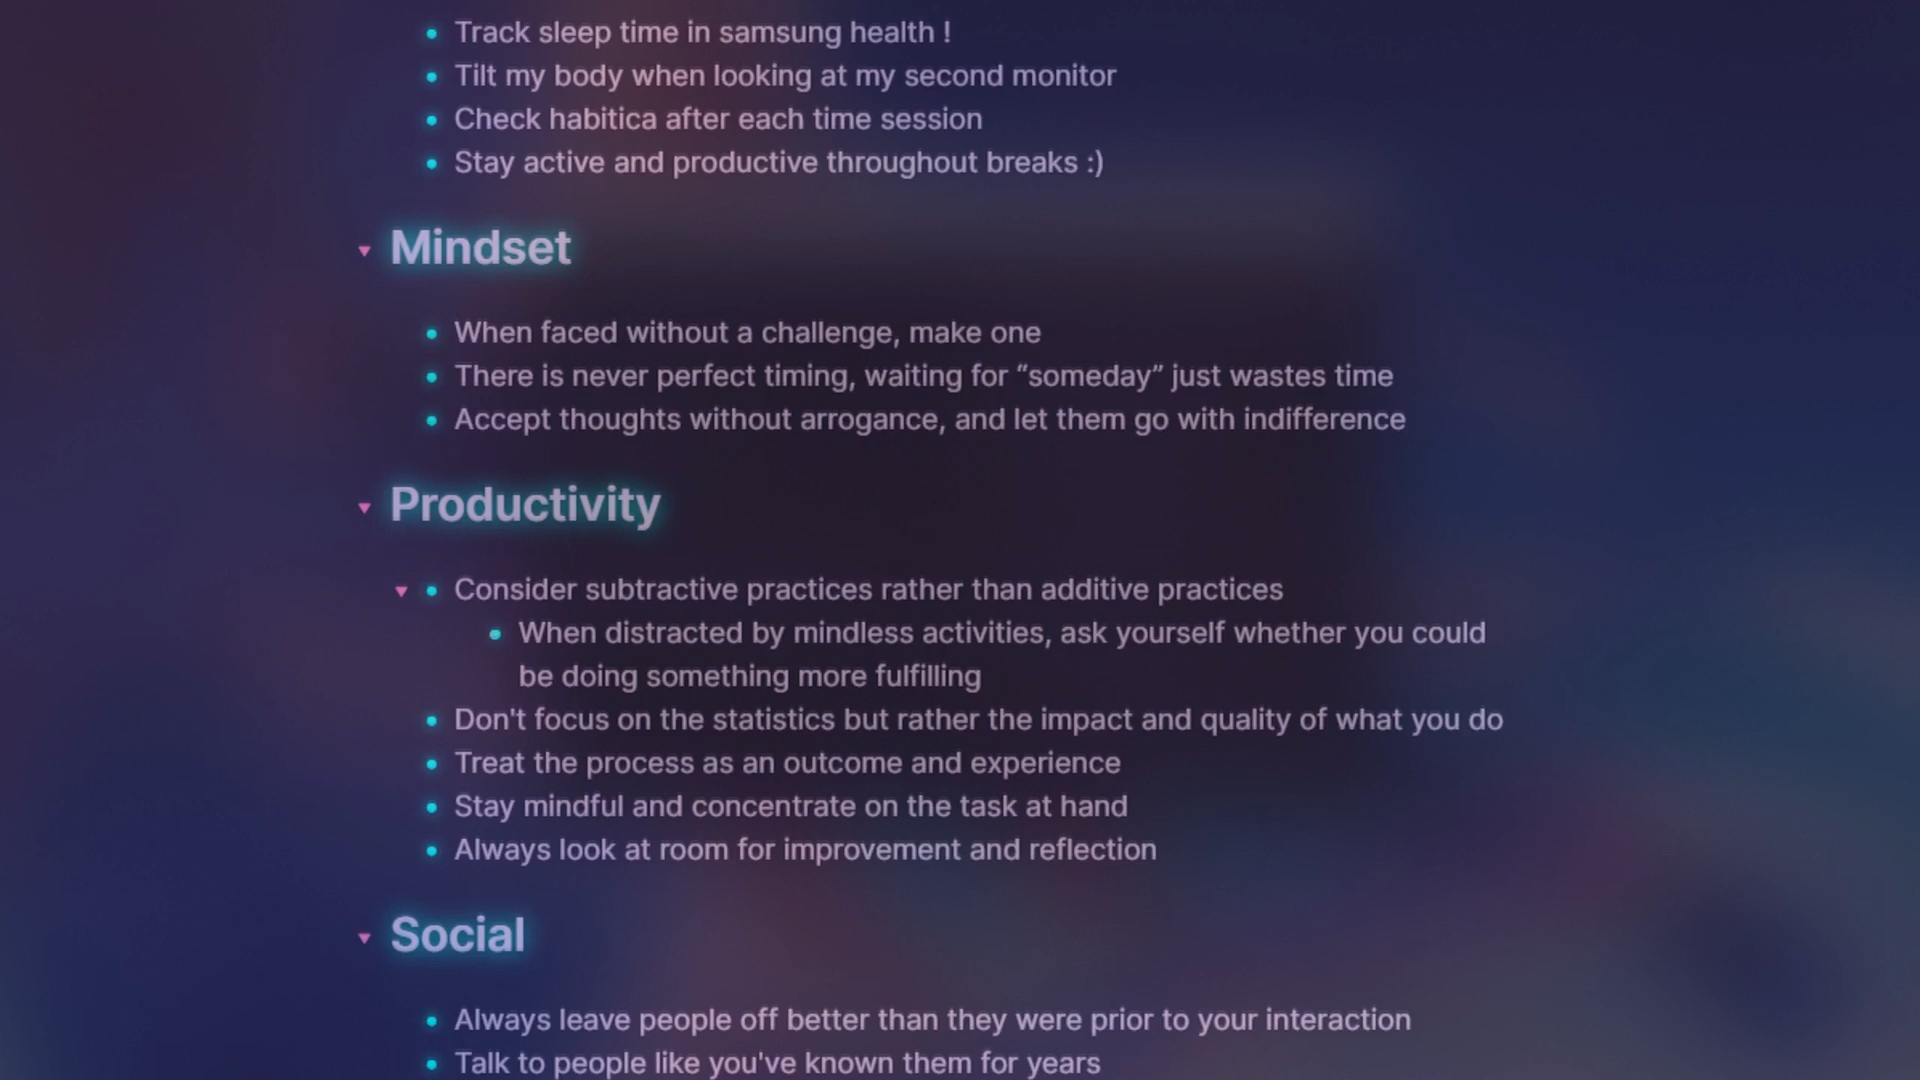 Track sleep time in samsung health !
Tilt my body when looking at my second monitor
Check habitica after each time session
Stay active and productive throughout breaks :)
Mindset
When faced without a challenge, make one
There is never perfect timing, waiting for “someday” just wastes time
Accept thoughts without arrogance, and let them go with indifference
Productivity
Consider subtractive practices rather than additive practices
When distracted by mindless activities, ask yourself whether you could
be doing something more fulfilling
Don't focus on the statistics but rather the impact and quality of what you do
Treat the process as an outcome and experience
Stay mindful and concentrate on the task at hand
Always look at room for improvement and reflection
Social
Always leave people off better than they were prior to your interaction
Talk to people like you've known them for years